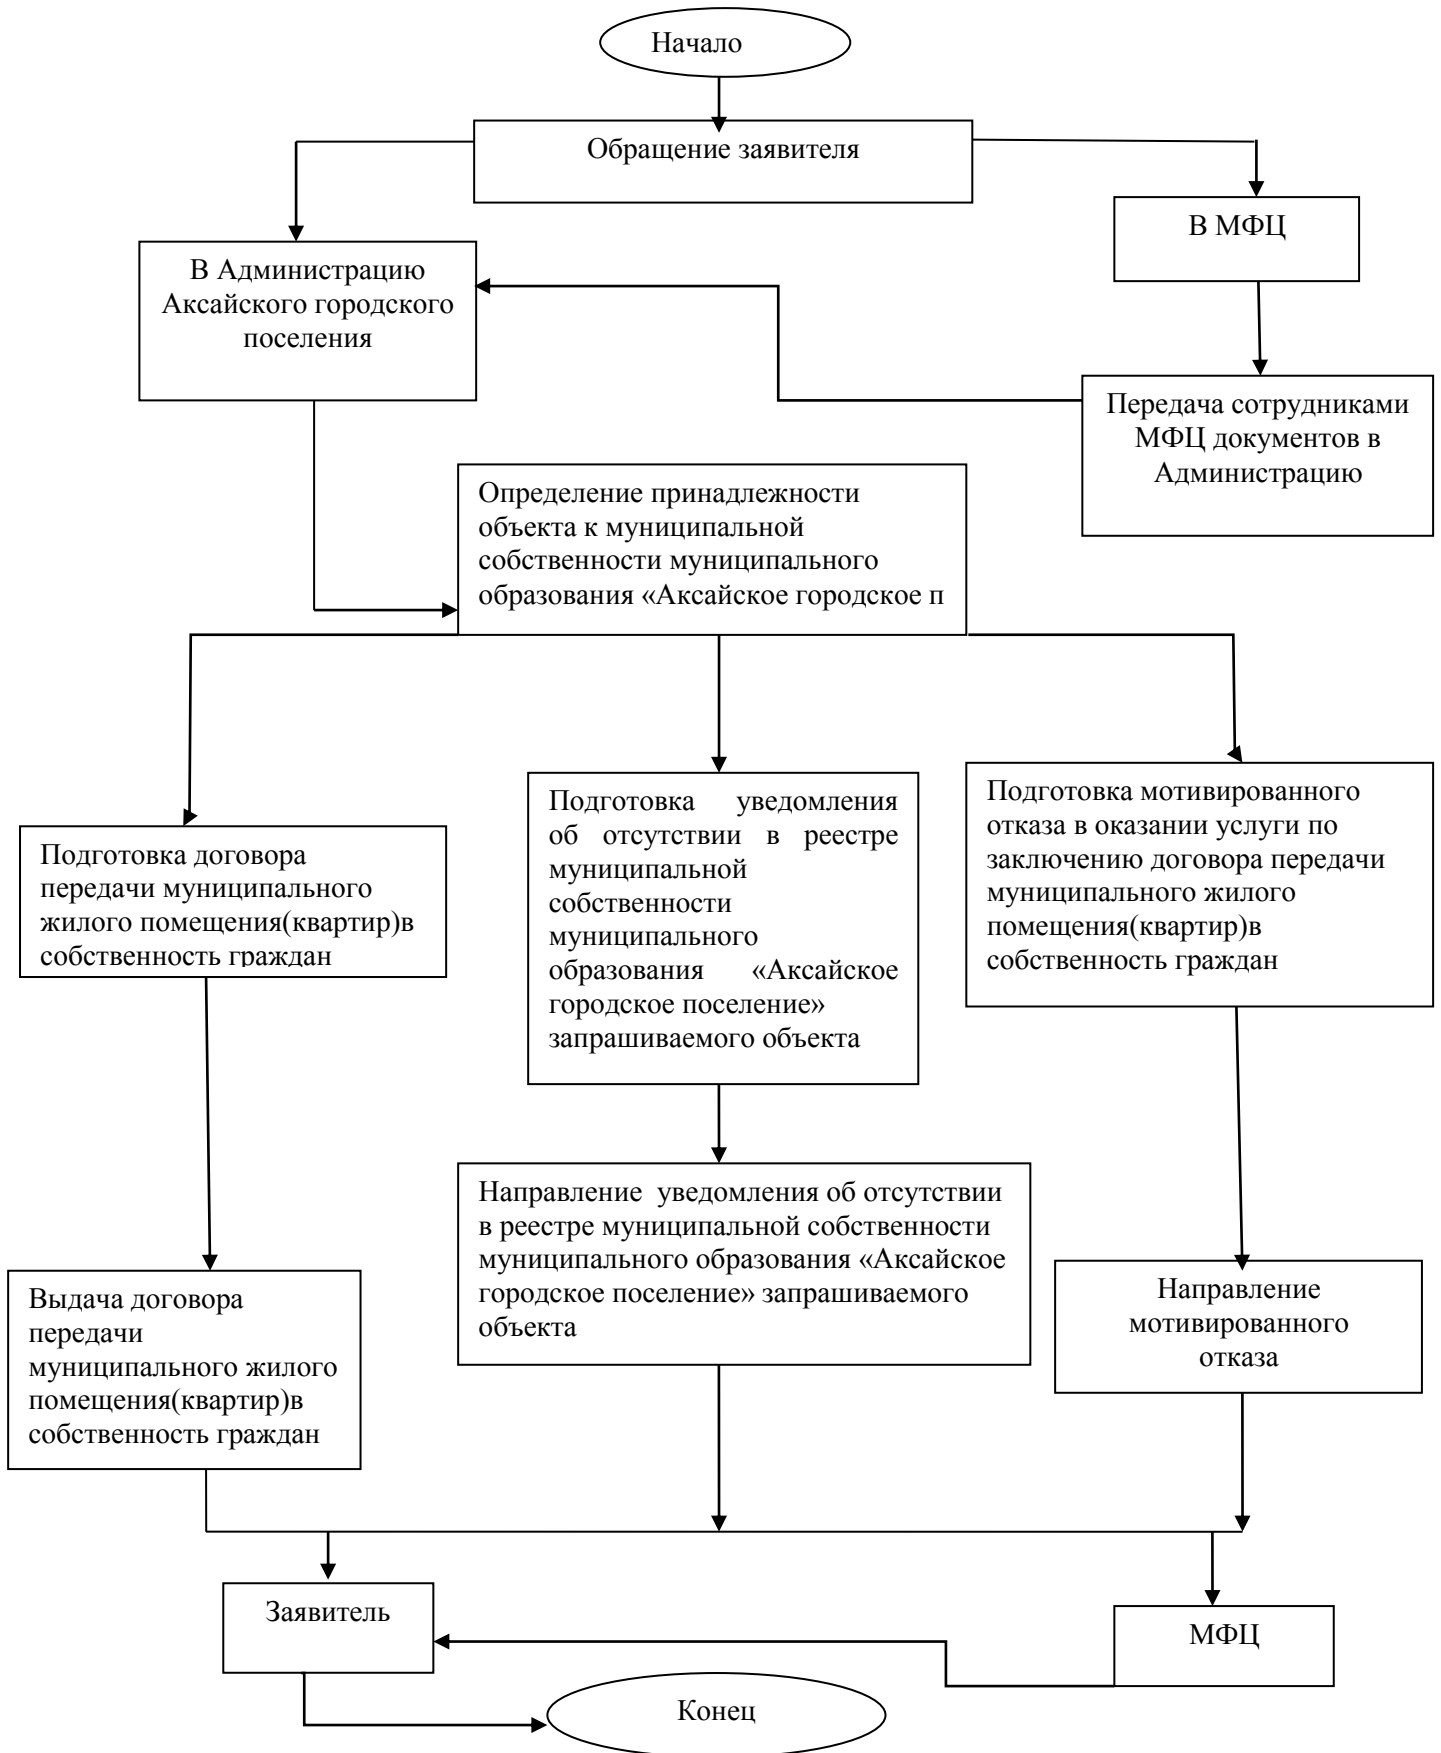 Начало
Обращение заявителя
В МФЦ
В Администрацию
Аксайского городского
поселения
Передача сотрудниками
МФЦ документов в
Администрацию
Определение принадлежности
объекта к муниципальной
собственности муниципального
образования «Аксайское городское п
Подготовка договора
передачи муниципального
жилого помещения(квартир)в
собственность граждан
Подготовка уведомления
об отсутствии в реестре
муниципальной
собственности
муниципального
образования «Аксайское
городское поселение»
запрашиваемого объекта
Подготовка мотивированного
отказа в оказании услуги по
заключению договора передачи
муниципального жилого
помещения(квартир)в
собственность граждан
Выдача договора
передачи
муниципального жилого
помещения(квартир)в
собственность граждан
Направление уведомления об отсутствии
в реестре муниципальной собственности
муниципального образования «Аксайское
городское поселение» запрашиваемого
объекта
Направление
мотивированного
отказа
Заявитель
МФЦ
Конец